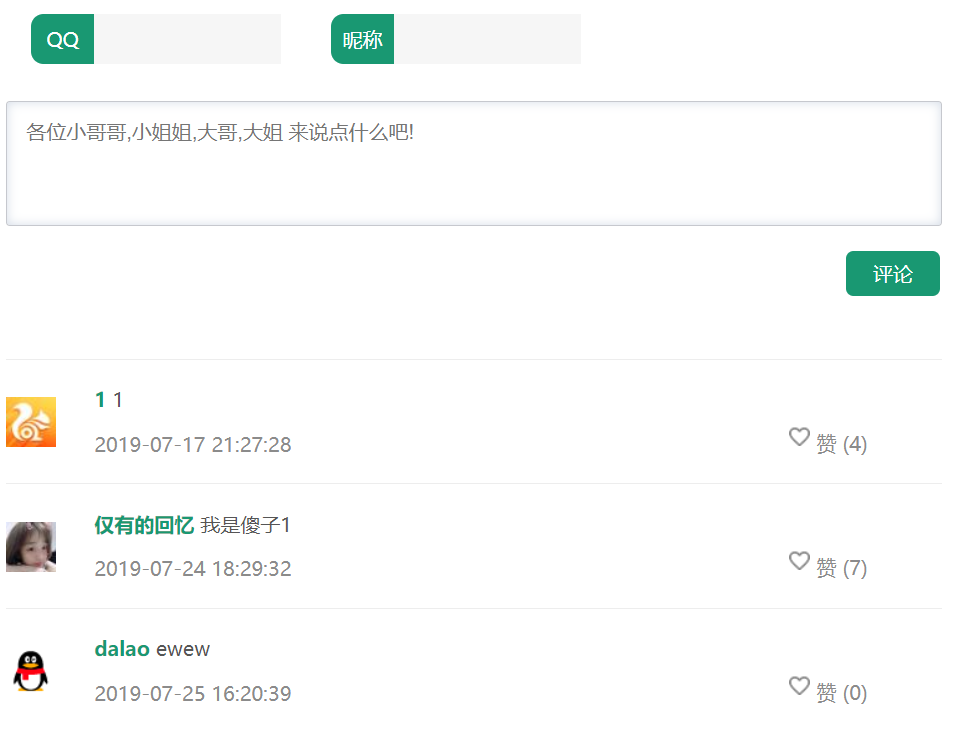 QQ
昵称
各位小哥哥,小姐姐,大哥,大姐 来说点什么吧!
评论
1 1
2019-07-17 21:27:28
赞 (4)
仅有的回忆 我是傻子1
2019-07-24 18:29:32
赞 (7)
dalao ewew
2019-07-25 16:20:39
赞 (0)